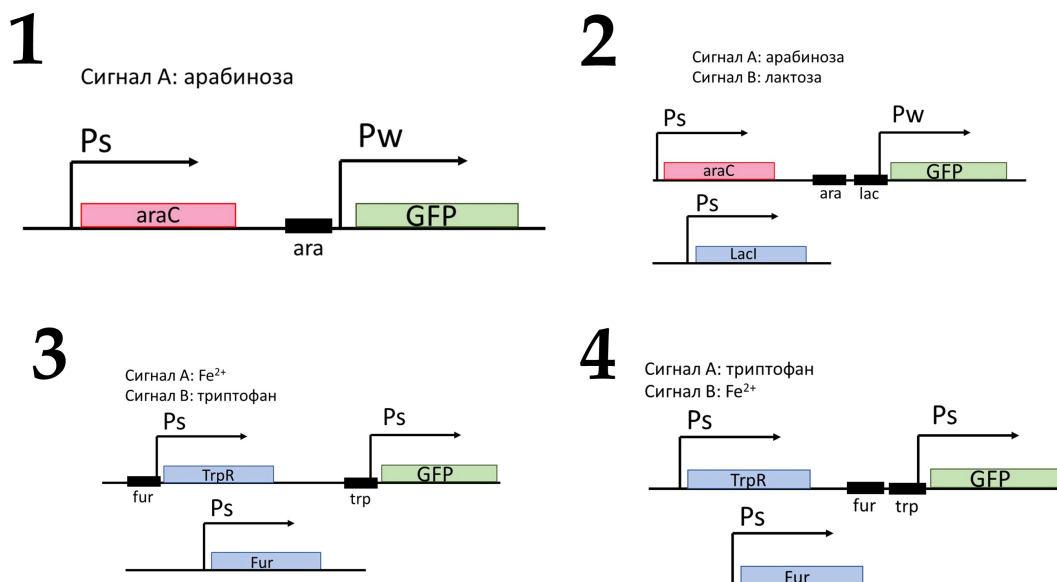 1
Сигнал А: арабиноза
Ps
Pw
araC
GFP
ara
2
Сигнал А: арабиноза
Сигнал В: лактоза
Ps
Pw
araC
GFP
ara
lac
Ps
LacI
3
Сигнал А: Fe²⁺
Сигнал В: триптофан
Ps
Ps
TrpR
GFP
fur
trp
Ps
Fur
4
Сигнал А: триптофан
Сигнал В: Fe²⁺
Ps
Ps
TrpR
GFP
fur
trp
Ps
Fur